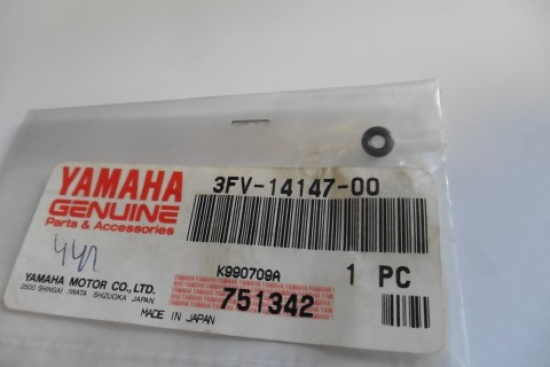 YAMAHA
GENUINE
Parts & Accessories
3FV-14147-00
K990709A
1 PC
YAMAHA MOTOR CO., LTD.
2500 SHINGAI IWATA SHIZUOKA JAPAN
751342
MADE IN JAPAN